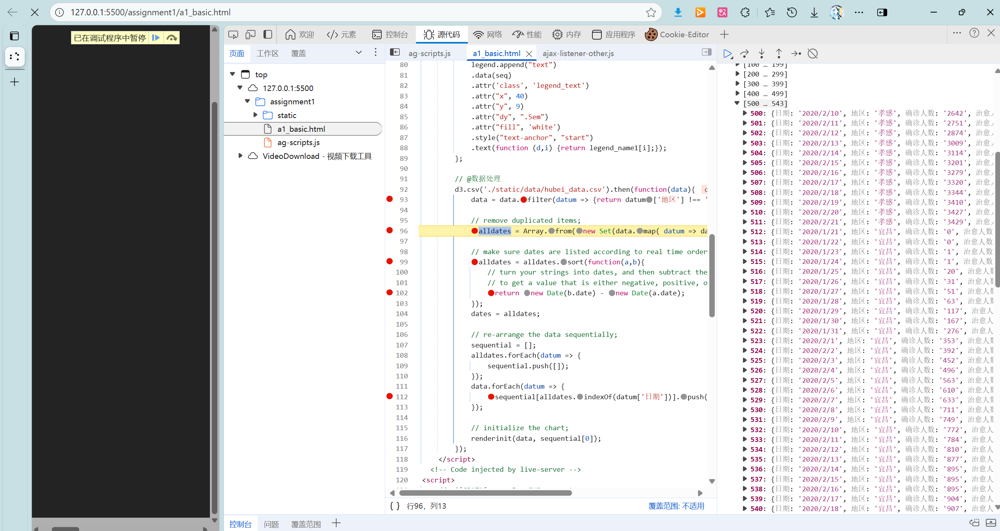 127.0.0.1:5500/assignment1/a1_basic.html
已在调试程序中暂停
欢迎 元素 控制台 源代码 网络 性能 内存 应用程序 Cookie-Editor
页面 工作区 覆盖
top
127.0.0.1:5500
assignment1
static
a1_basic.html
ag-scripts.js
VideoDownload - 视频下载工具
ag-scripts.js a1_basic.html ajax-listener-other.js
80 legend.append("text")
81 .data(seq)
82 .attr('class', 'legend_text')
83 .attr("x", 40)
84 .attr("y", 9)
85 .attr("dy", ".5em")
86 .attr("fill", 'white')
87 .style("text-anchor", "start")
88 .text(function (d,i) {return legend_name1[i];});
89 };
90
91 // @数据处理
92 d3.csv('./static/data/hubei_data.csv').then(function(data){
93 data = data.filter(datum => {return datum['地区'] !== '
94
95 // remove duplicated items;
96 alldates = Array.from(new Set(data.map( datum => da
97
98 // make sure dates are listed according to real time order
99 alldates = alldates.sort(function(a,b){
100 // turn your strings into dates, and then subtract the
101 // to get a value that is either negative, positive, o
102 return new Date(b.date) - new Date(a.date);
103 });
104 dates = alldates;
105
106 // re-arrange the data sequentially;
107 sequential = [];
108 alldates.forEach(datum => {
109 sequential.push([]);
110 });
111 data.forEach(datum => {
112 sequential[alldates.indexOf(datum['日期'])].push(
113 });
114
115 // initialize the chart;
116 renderinit(data, sequential[0]);
117 });
118 </script>
119 <!-- Code injected by live-server -->
120 <script>
{ } 行96，列13 覆盖范围: 不适用
[100 … 199]
[200 … 299]
[300 … 399]
[400 … 499]
[500 … 543]
500: {日期: '2020/2/10', 地区: '孝感', 确诊人数: '2642', 治愈
501: {日期: '2020/2/11', 地区: '孝感', 确诊人数: '2751', 治愈
502: {日期: '2020/2/12', 地区: '孝感', 确诊人数: '2874', 治愈
503: {日期: '2020/2/13', 地区: '孝感', 确诊人数: '3009', 治愈
504: {日期: '2020/2/14', 地区: '孝感', 确诊人数: '3114', 治愈
505: {日期: '2020/2/15', 地区: '孝感', 确诊人数: '3201', 治愈
506: {日期: '2020/2/16', 地区: '孝感', 确诊人数: '3279', 治愈
507: {日期: '2020/2/17', 地区: '孝感', 确诊人数: '3320', 治愈
508: {日期: '2020/2/18', 地区: '孝感', 确诊人数: '3344', 治愈
509: {日期: '2020/2/19', 地区: '孝感', 确诊人数: '3410', 治愈
510: {日期: '2020/2/20', 地区: '孝感', 确诊人数: '3427', 治愈
511: {日期: '2020/2/21', 地区: '孝感', 确诊人数: '3429', 治愈
512: {日期: '2020/1/21', 地区: '宜昌', 确诊人数: '0', 治愈人数
513: {日期: '2020/1/22', 地区: '宜昌', 确诊人数: '0', 治愈人数
514: {日期: '2020/1/23', 地区: '宜昌', 确诊人数: '1', 治愈人数
515: {日期: '2020/1/24', 地区: '宜昌', 确诊人数: '1', 治愈人数
516: {日期: '2020/1/25', 地区: '宜昌', 确诊人数: '20', 治愈人数
517: {日期: '2020/1/26', 地区: '宜昌', 确诊人数: '31', 治愈人数
518: {日期: '2020/1/27', 地区: '宜昌', 确诊人数: '51', 治愈人数
519: {日期: '2020/1/28', 地区: '宜昌', 确诊人数: '63', 治愈人数
520: {日期: '2020/1/29', 地区: '宜昌', 确诊人数: '117', 治愈人
521: {日期: '2020/1/30', 地区: '宜昌', 确诊人数: '167', 治愈人
522: {日期: '2020/1/31', 地区: '宜昌', 确诊人数: '276', 治愈人
523: {日期: '2020/2/1', 地区: '宜昌', 确诊人数: '353', 治愈人数
524: {日期: '2020/2/2', 地区: '宜昌', 确诊人数: '392', 治愈人数
525: {日期: '2020/2/3', 地区: '宜昌', 确诊人数: '452', 治愈人数
526: {日期: '2020/2/4', 地区: '宜昌', 确诊人数: '496', 治愈人数
527: {日期: '2020/2/5', 地区: '宜昌', 确诊人数: '563', 治愈人数
528: {日期: '2020/2/6', 地区: '宜昌', 确诊人数: '610', 治愈人数
529: {日期: '2020/2/7', 地区: '宜昌', 确诊人数: '633', 治愈人数
530: {日期: '2020/2/8', 地区: '宜昌', 确诊人数: '711', 治愈人数
531: {日期: '2020/2/9', 地区: '宜昌', 确诊人数: '749', 治愈人数
532: {日期: '2020/2/10', 地区: '宜昌', 确诊人数: '772', 治愈人
533: {日期: '2020/2/11', 地区: '宜昌', 确诊人数: '784', 治愈人
534: {日期: '2020/2/12', 地区: '宜昌', 确诊人数: '810', 治愈人
535: {日期: '2020/2/13', 地区: '宜昌', 确诊人数: '877', 治愈人
536: {日期: '2020/2/14', 地区: '宜昌', 确诊人数: '895', 治愈人
537: {日期: '2020/2/15', 地区: '宜昌', 确诊人数: '895', 治愈人
538: {日期: '2020/2/16', 地区: '宜昌', 确诊人数: '895', 治愈人
539: {日期: '2020/2/17', 地区: '宜昌', 确诊人数: '904', 治愈人
540: {日期: '2020/2/18', 地区: '宜昌', 确诊人数: '907', 治愈人
控制台 问题 覆盖范围